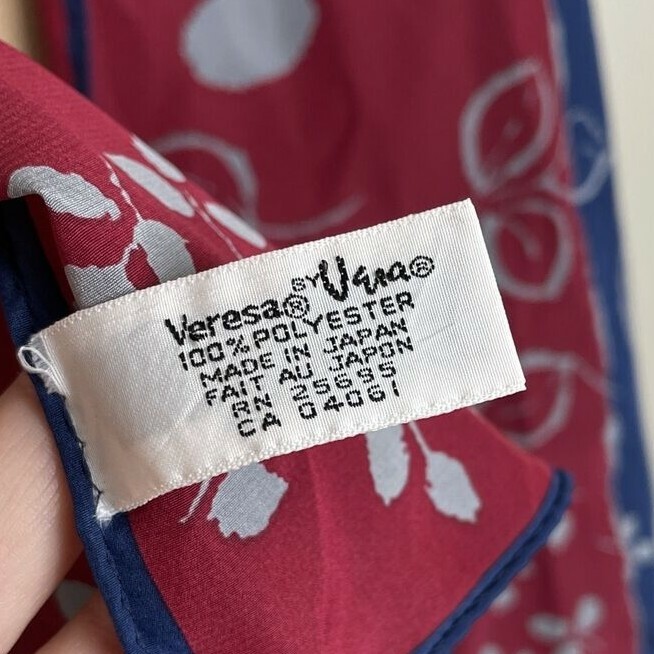 Veresa® BY Vera®
100% POLYESTER
MADE IN JAPAN
FAIT AU JAPON
RN 25695
CA 04061